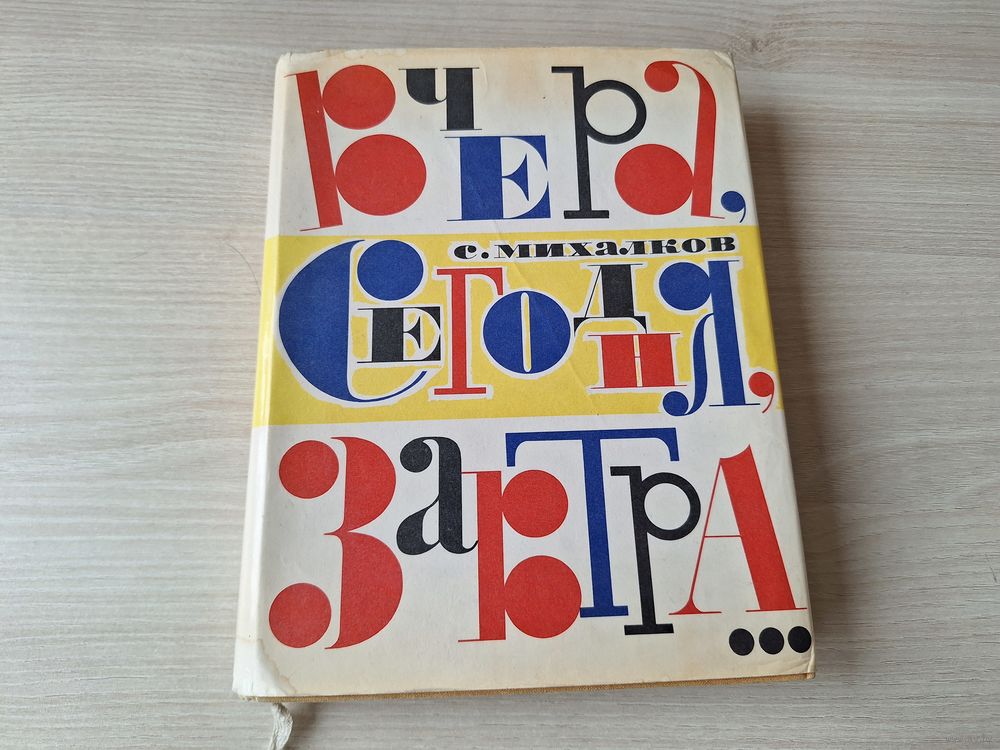 Вчера,
с. михалков
Сегодня,
Завтра...